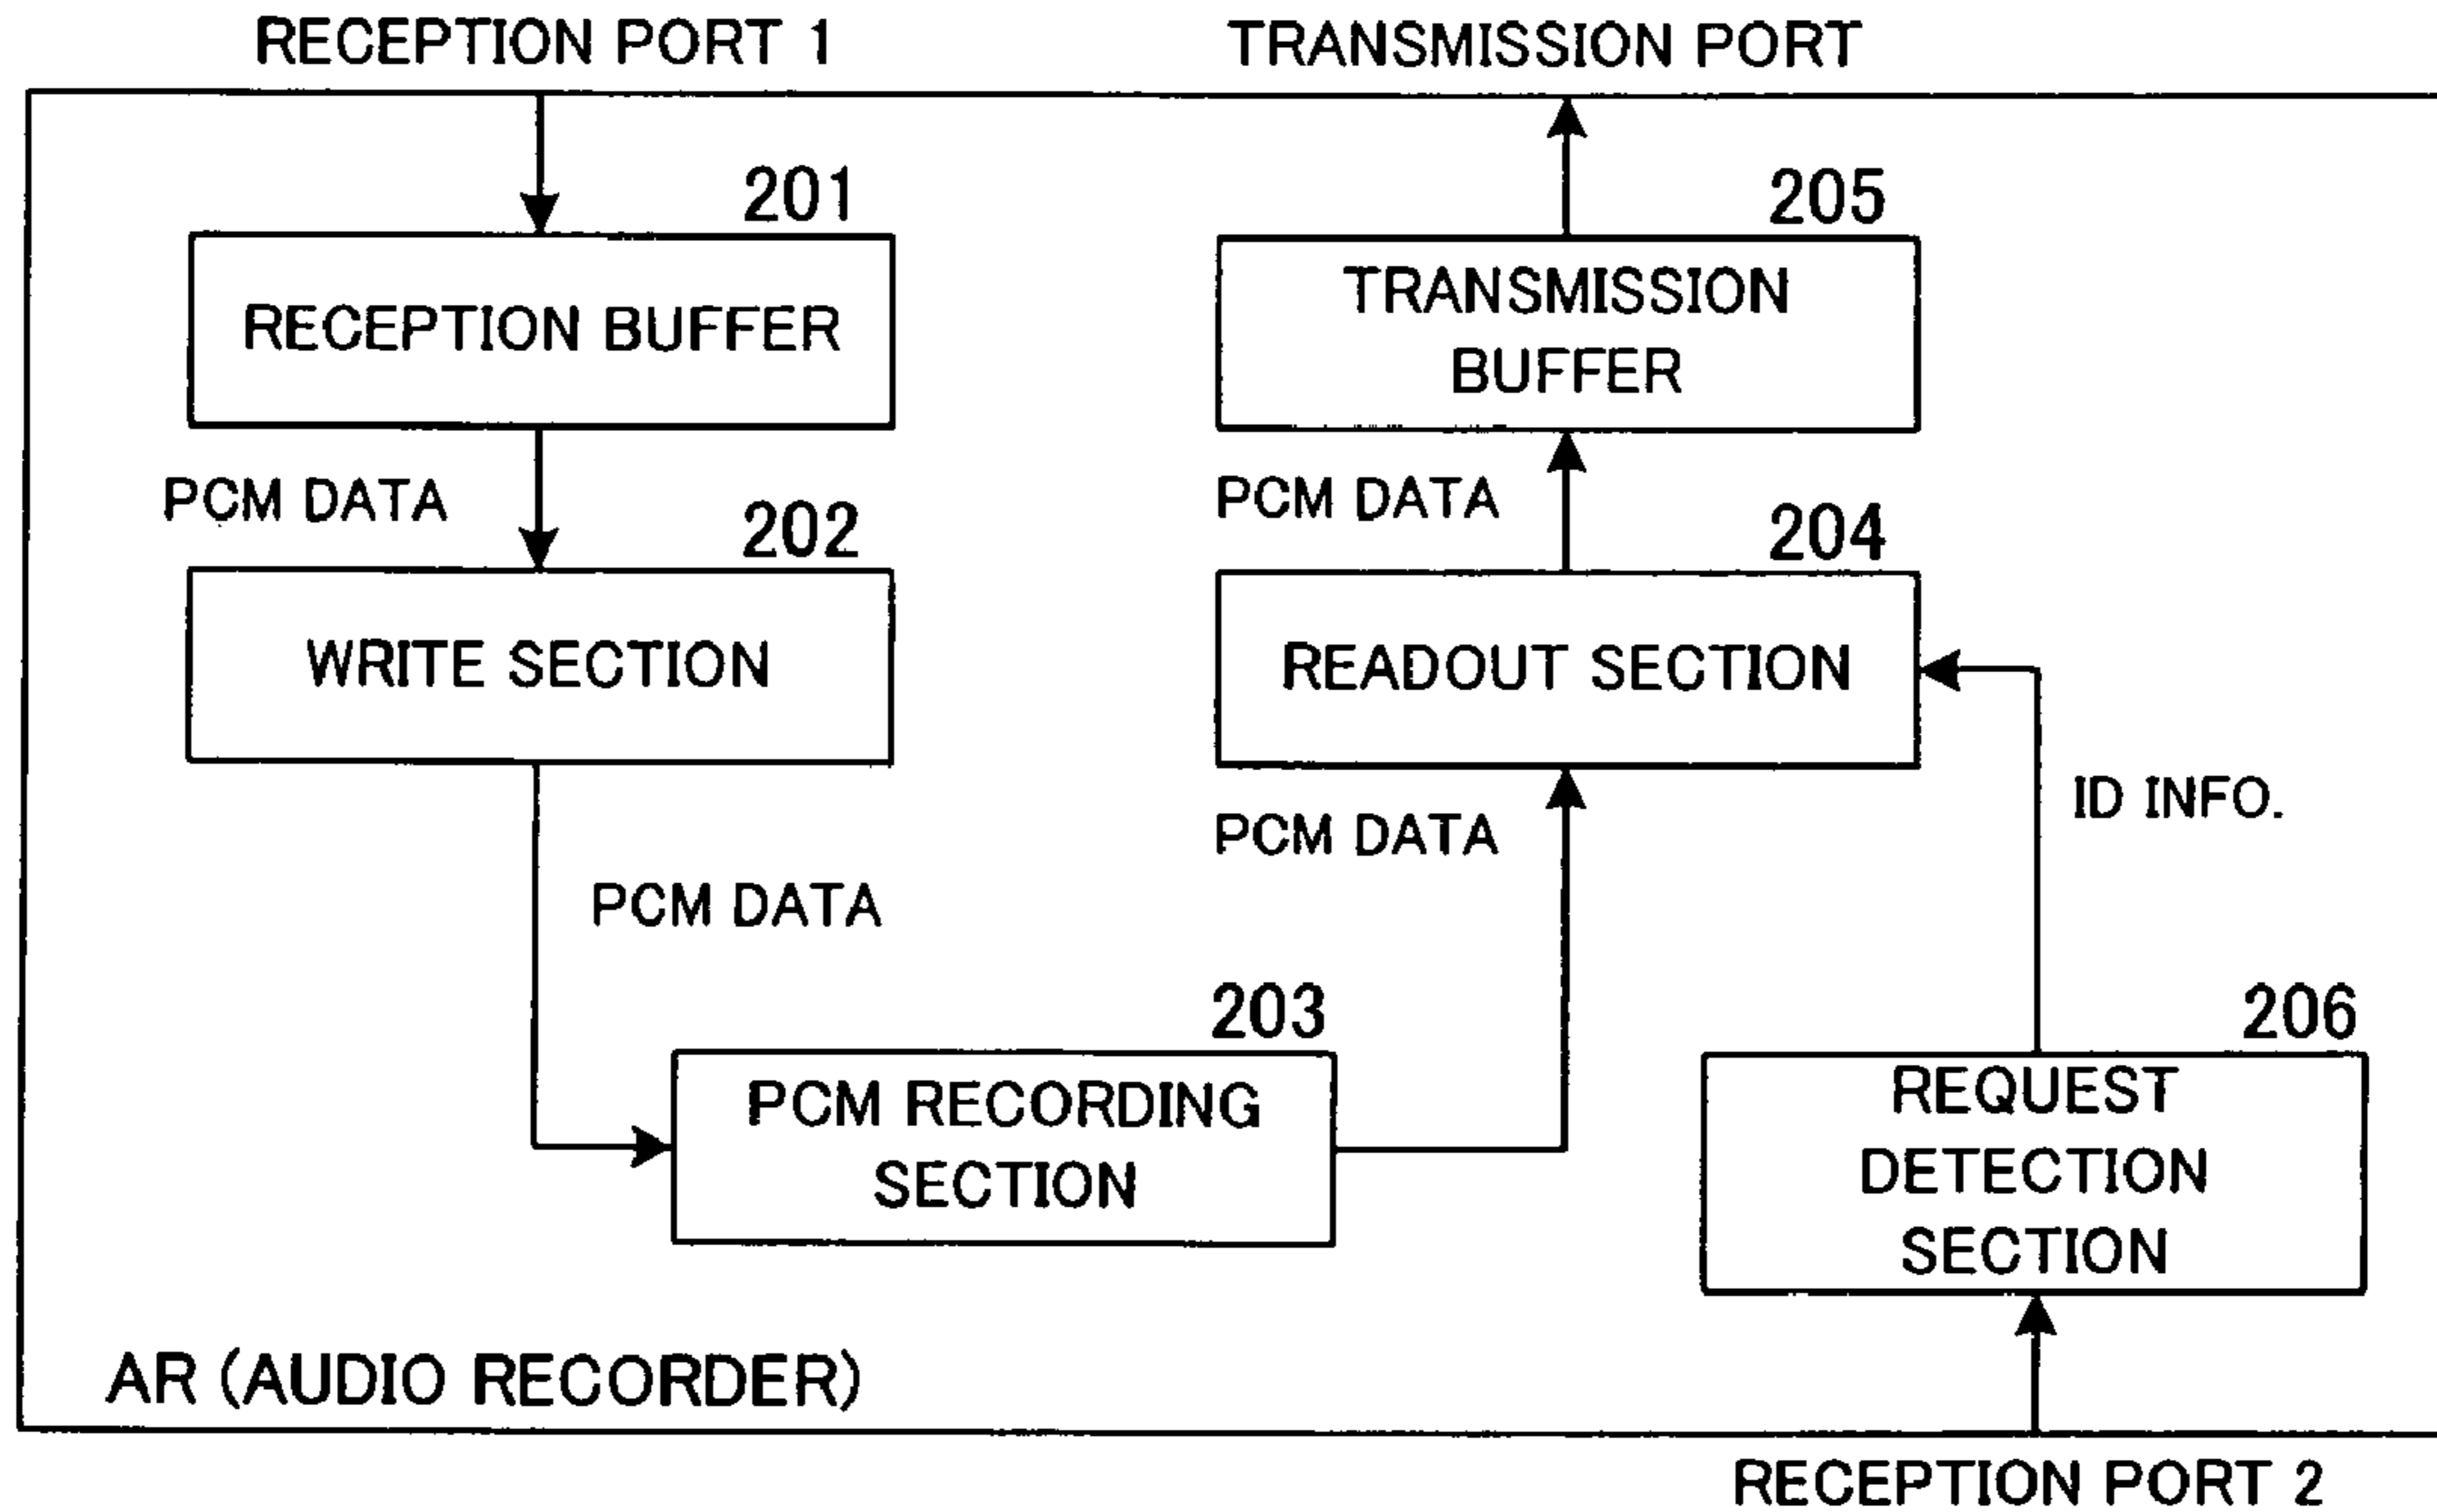 RECEPTION PORT 1
TRANSMISSION PORT
201
RECEPTION BUFFER
PCM DATA
202
WRITE SECTION
PCM DATA
203
PCM RECORDING
SECTION
205
TRANSMISSION
BUFFER
PCM DATA
204
READOUT SECTION
PCM DATA
ID INFO.
206
REQUEST
DETECTION
SECTION
AR (AUDIO RECORDER)
RECEPTION PORT 2